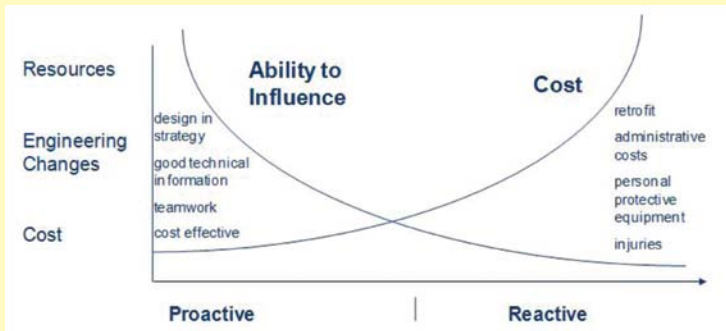 Resources
Engineering
Changes
Cost
Ability to
Influence
design in
strategy
good technical
information
teamwork
cost effective
Cost
retrofit
administrative
costs
personal
protective
equipment
injuries
Proactive
Reactive